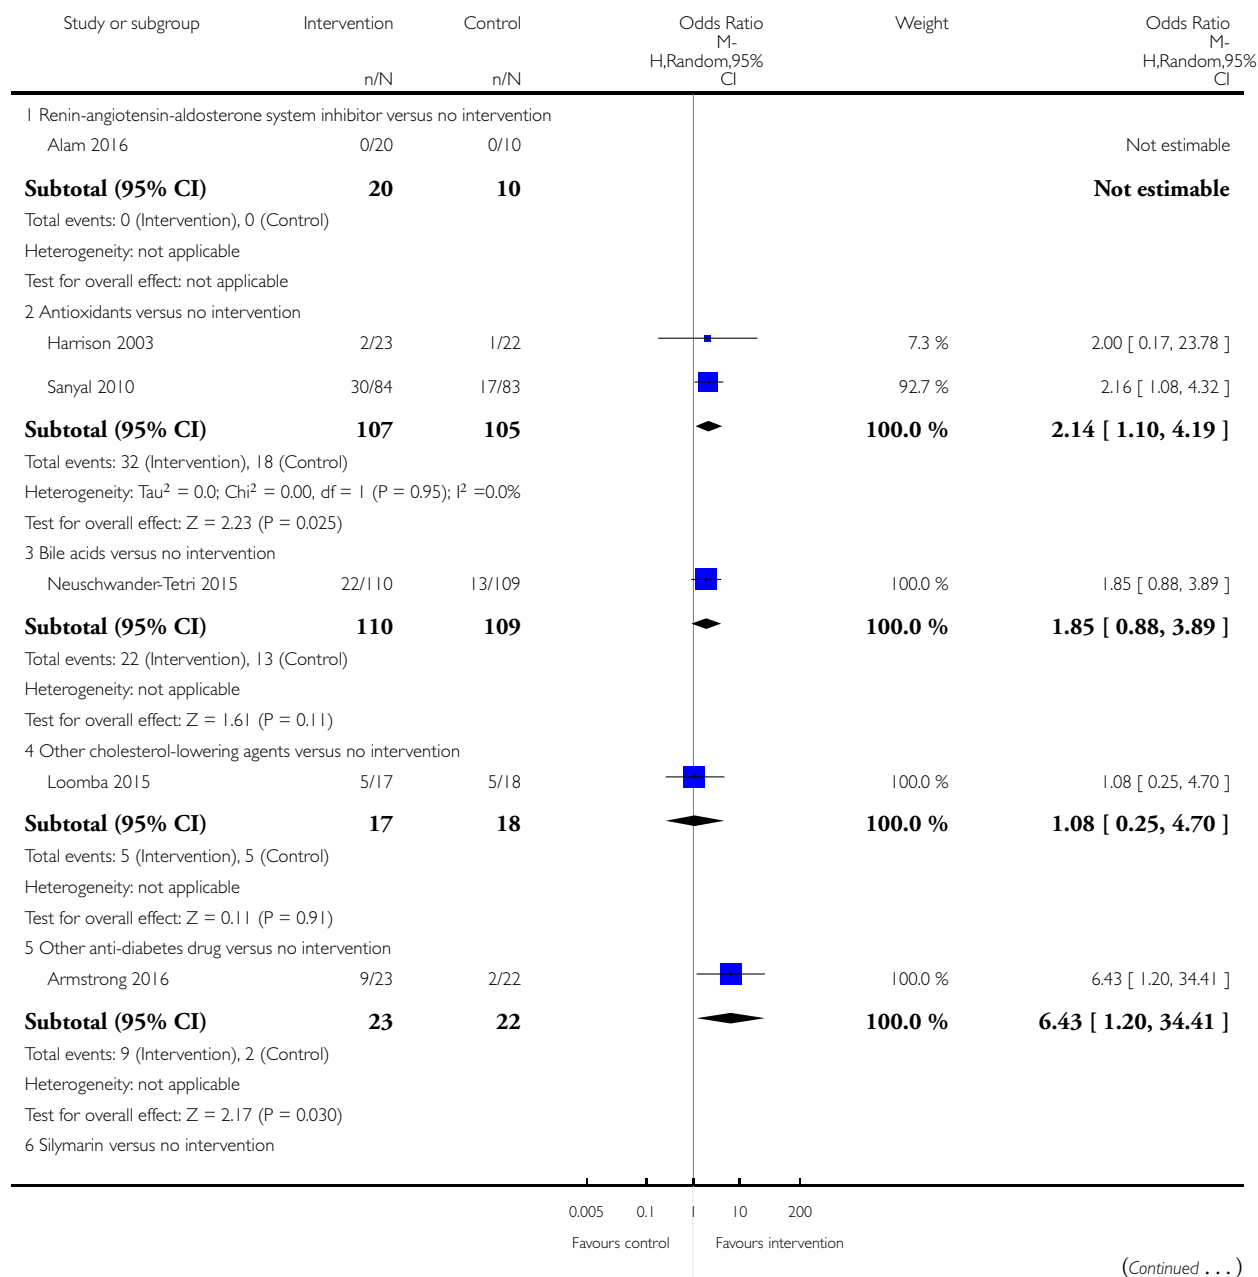 Study or subgroup Intervention Control Odds Ratio Weight Odds Ratio
M- M-
H,Random,95% H,Random,95%
n/N n/N CI CI
1 Renin-angiotensin-aldosterone system inhibitor versus no intervention
Alam 2016 0/20 0/10 Not estimable
Subtotal (95% CI) 20 10 Not estimable
Total events: 0 (Intervention), 0 (Control)
Heterogeneity: not applicable
Test for overall effect: not applicable
2 Antioxidants versus no intervention
Harrison 2003 2/23 1/22 7.3 % 2.00 [ 0.17, 23.78 ]
Sanyal 2010 30/84 17/83 92.7 % 2.16 [ 1.08, 4.32 ]
Subtotal (95% CI) 107 105 100.0 % 2.14 [ 1.10, 4.19 ]
Total events: 32 (Intervention), 18 (Control)
Heterogeneity: Tau² = 0.0; Chi² = 0.00, df = 1 (P = 0.95); I² =0.0%
Test for overall effect: Z = 2.23 (P = 0.025)
3 Bile acids versus no intervention
Neuschwander-Tetri 2015 22/110 13/109 100.0 % 1.85 [ 0.88, 3.89 ]
Subtotal (95% CI) 110 109 100.0 % 1.85 [ 0.88, 3.89 ]
Total events: 22 (Intervention), 13 (Control)
Heterogeneity: not applicable
Test for overall effect: Z = 1.61 (P = 0.11)
4 Other cholesterol-lowering agents versus no intervention
Loomba 2015 5/17 5/18 100.0 % 1.08 [ 0.25, 4.70 ]
Subtotal (95% CI) 17 18 100.0 % 1.08 [ 0.25, 4.70 ]
Total events: 5 (Intervention), 5 (Control)
Heterogeneity: not applicable
Test for overall effect: Z = 0.11 (P = 0.91)
5 Other anti-diabetes drug versus no intervention
Armstrong 2016 9/23 2/22 100.0 % 6.43 [ 1.20, 34.41 ]
Subtotal (95% CI) 23 22 100.0 % 6.43 [ 1.20, 34.41 ]
Total events: 9 (Intervention), 2 (Control)
Heterogeneity: not applicable
Test for overall effect: Z = 2.17 (P = 0.030)
6 Silymarin versus no intervention
0.005 0.1 1 10 200
Favours control Favours intervention
(Continued . . . )